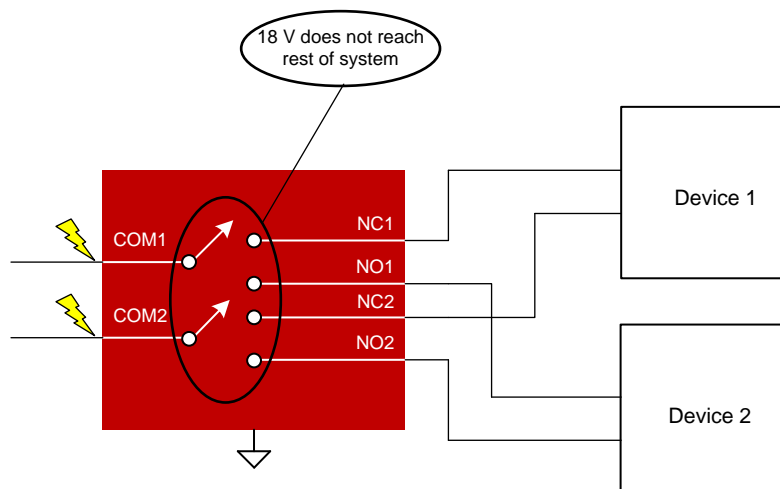 18 V does not reach
rest of system
COM1
COM2
NC1
NO1
NC2
NO2
Device 1
Device 2